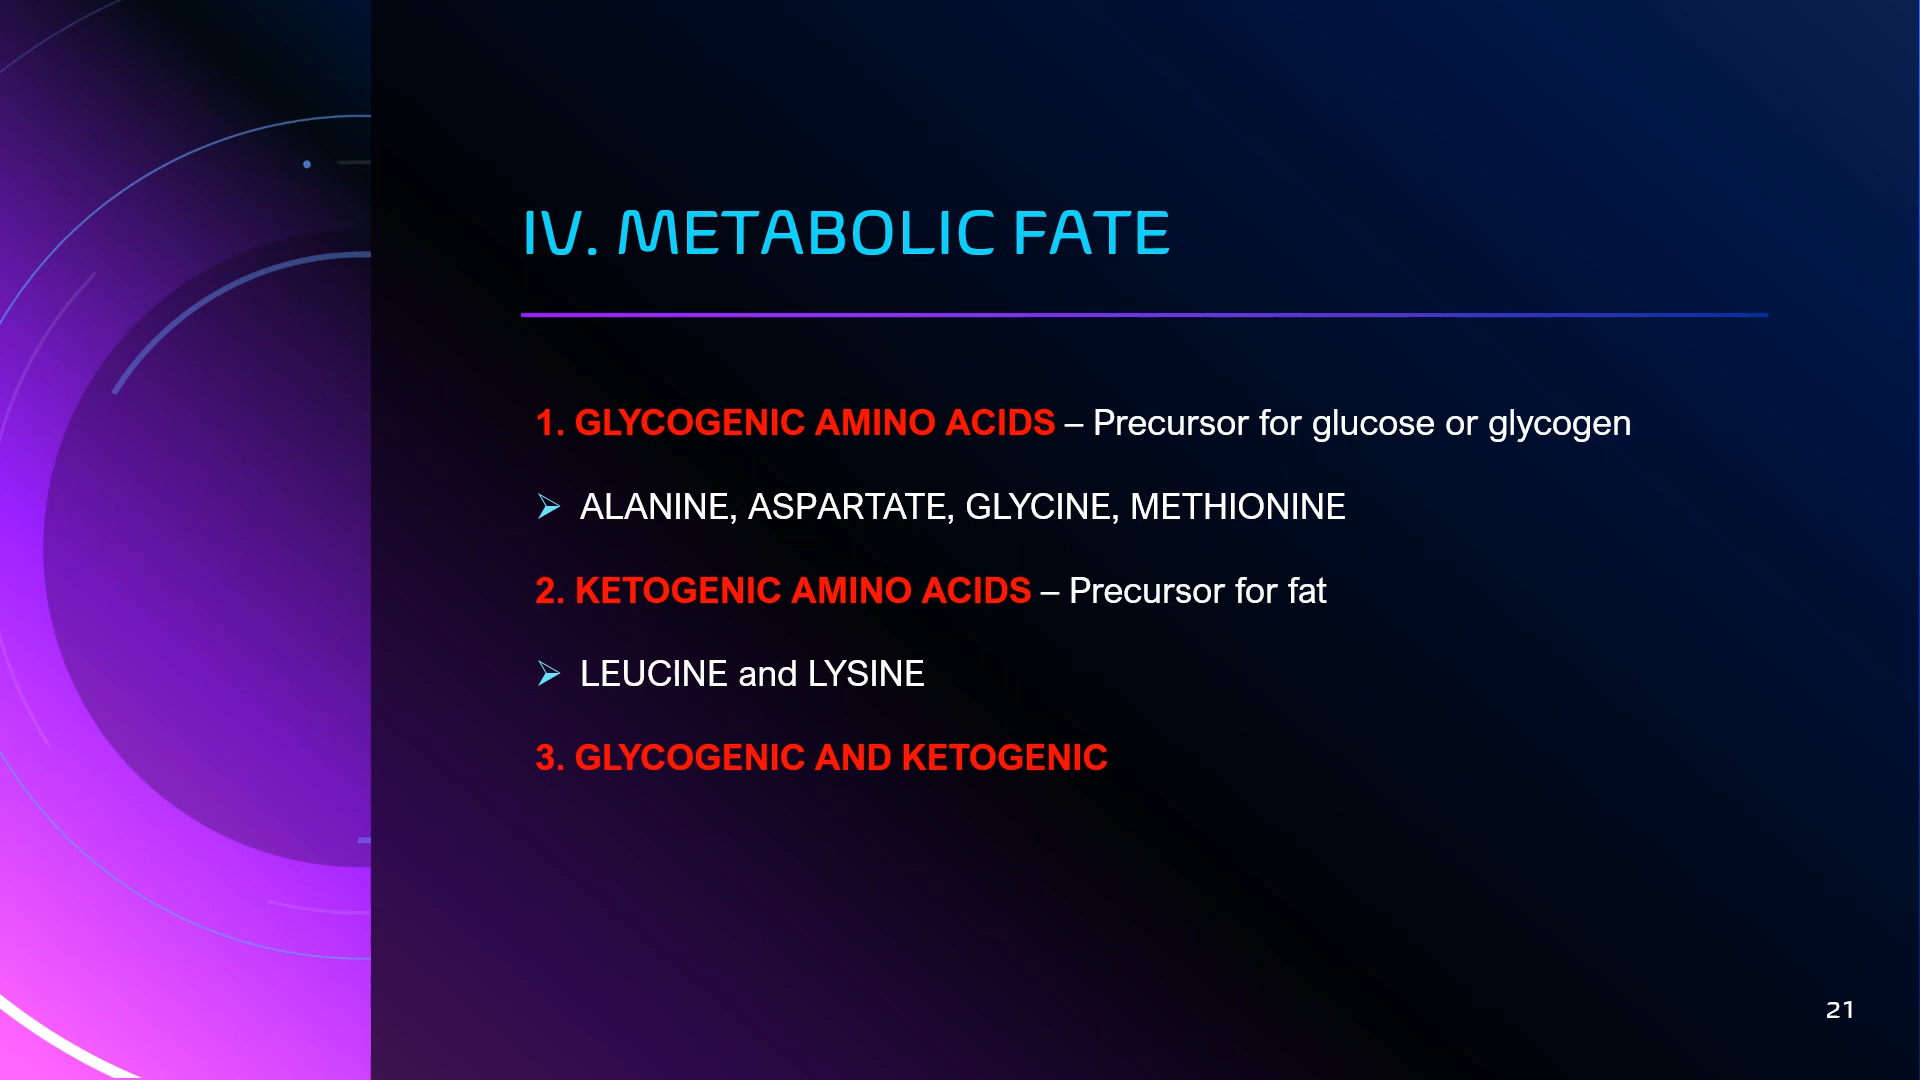 IV. METABOLIC FATE
1. GLYCOGENIC AMINO ACIDS – Precursor for glucose or glycogen
➢ ALANINE, ASPARTATE, GLYCINE, METHIONINE
2. KETOGENIC AMINO ACIDS – Precursor for fat
➢ LEUCINE and LYSINE
3. GLYCOGENIC AND KETOGENIC
21